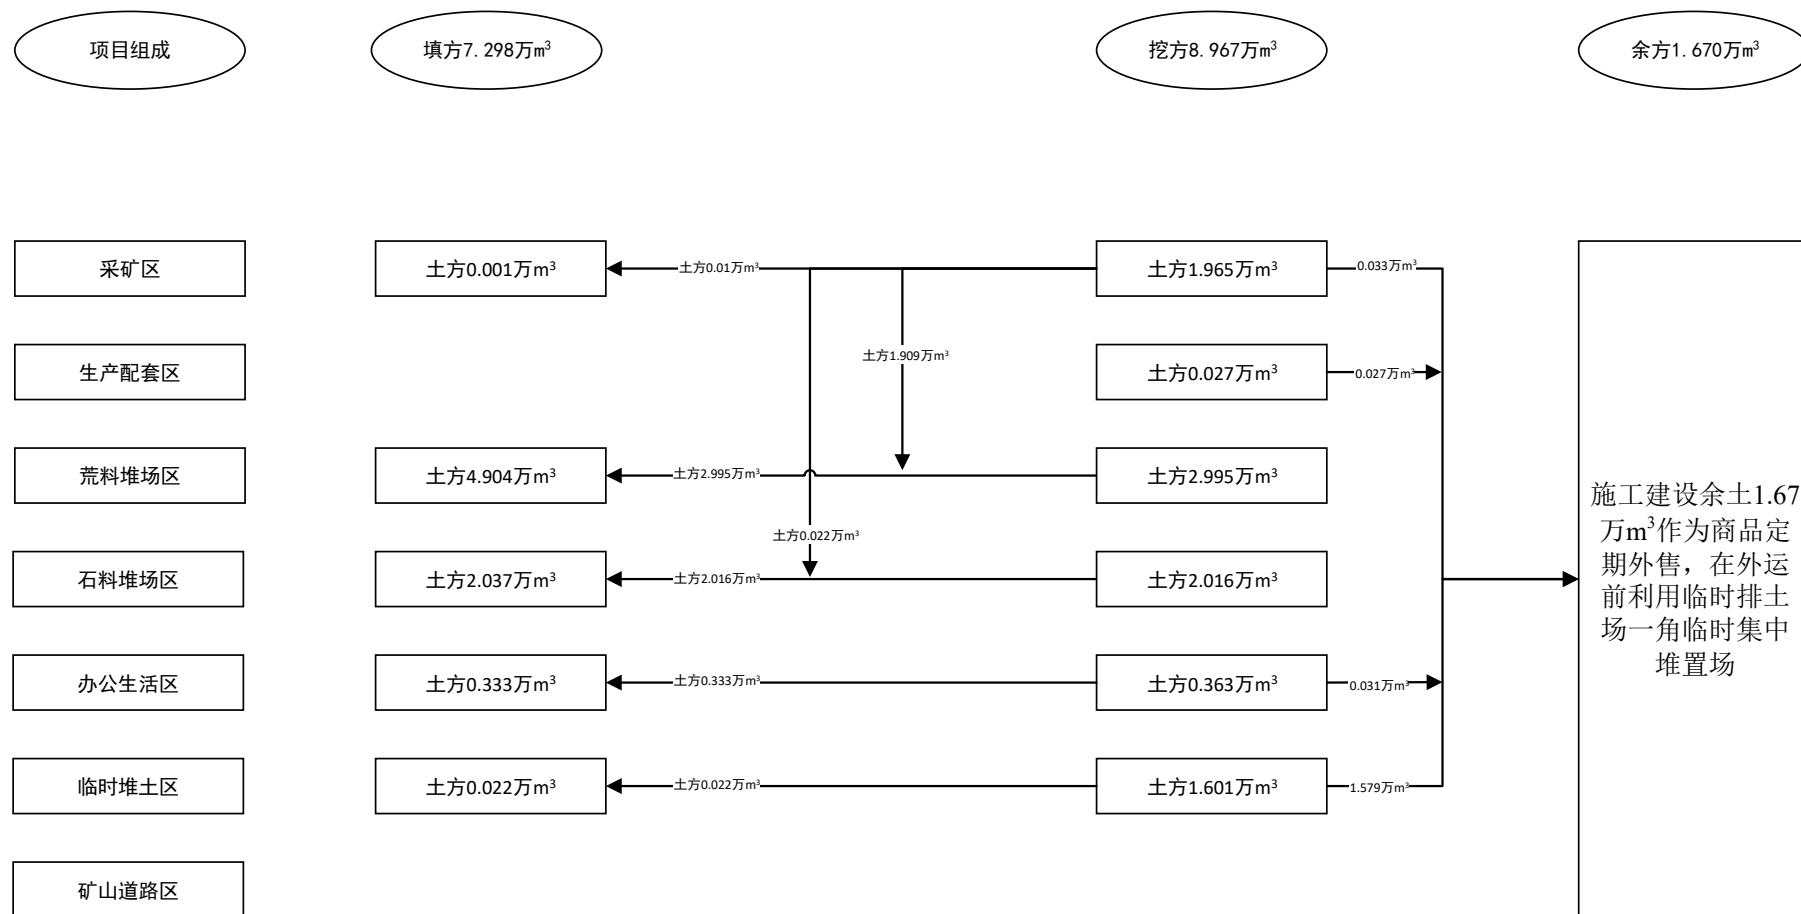 项目组成
填方7.298万m³
挖方8.967万m³
余方1.670万m³
采矿区
土方0.001万m³
土方0.01万m³
土方1.965万m³
0.033万m³
土方1.909万m³
生产配套区
土方0.027万m³
0.027万m³
荒料堆场区
土方4.904万m³
土方2.995万m³
土方2.995万m³
土方0.022万m³
石料堆场区
土方2.037万m³
土方2.016万m³
土方2.016万m³
办公生活区
土方0.333万m³
土方0.333万m³
土方0.363万m³
0.031万m³
临时堆土区
土方0.022万m³
土方0.022万m³
土方1.601万m³
1.579万m³
矿山道路区
施工建设余土1.67
万m³作为商品定
期外售，在外运
前利用临时排土
场一角临时集中
堆置场